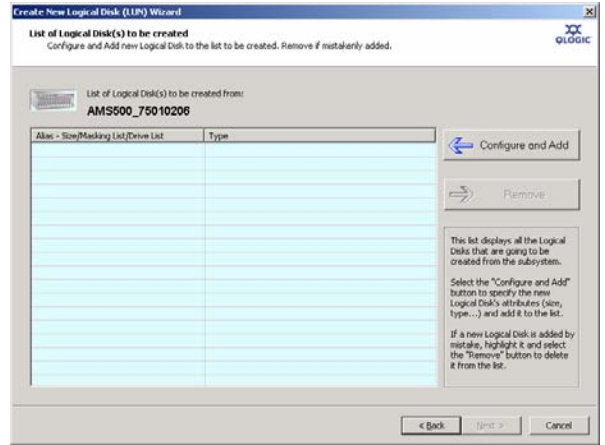 Create New Logical Disk (LUN) Wizard
List of Logical Disk(s) to be created
Configure and Add new Logical Disk to the list to be created. Remove if mistakenly added.
QLOGIC
List of Logical Disk(s) to be created from:
AMS500_75010206
Alias - Size/Masking List/Drive List
Type
Configure and Add
Remove
This list displays all the Logical
Disks that are going to be
created from the subsystem.
Select the "Configure and Add"
button to specify the new
Logical Disk's attributes (size,
type...) and add it to the list.
If a new Logical Disk is added by
mistake, highlight it and select
the "Remove" button to delete
it from the list.
< Back
Next >
Cancel